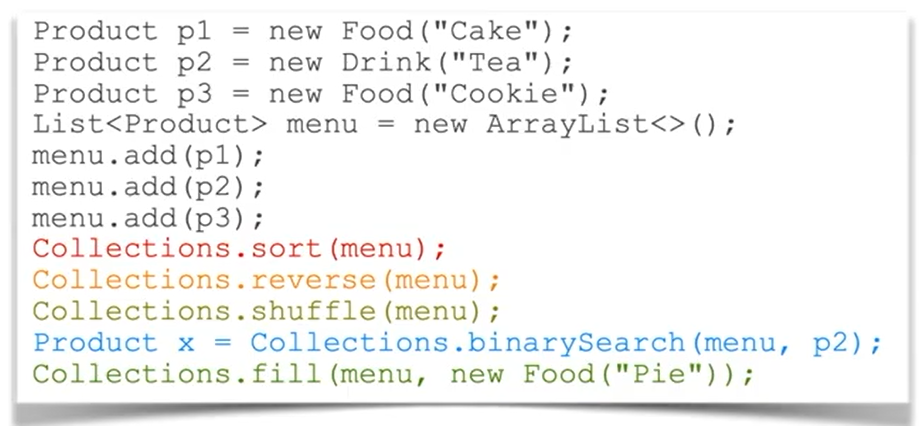 Product p1 = new Food("Cake");
Product p2 = new Drink("Tea");
Product p3 = new Food("Cookie");
List<Product> menu = new ArrayList<>();
menu.add(p1);
menu.add(p2);
menu.add(p3);
Collections.sort(menu);
Collections.reverse(menu);
Collections.shuffle(menu);
Product x = Collections.binarySearch(menu, p2);
Collections.fill(menu, new Food("Pie"));